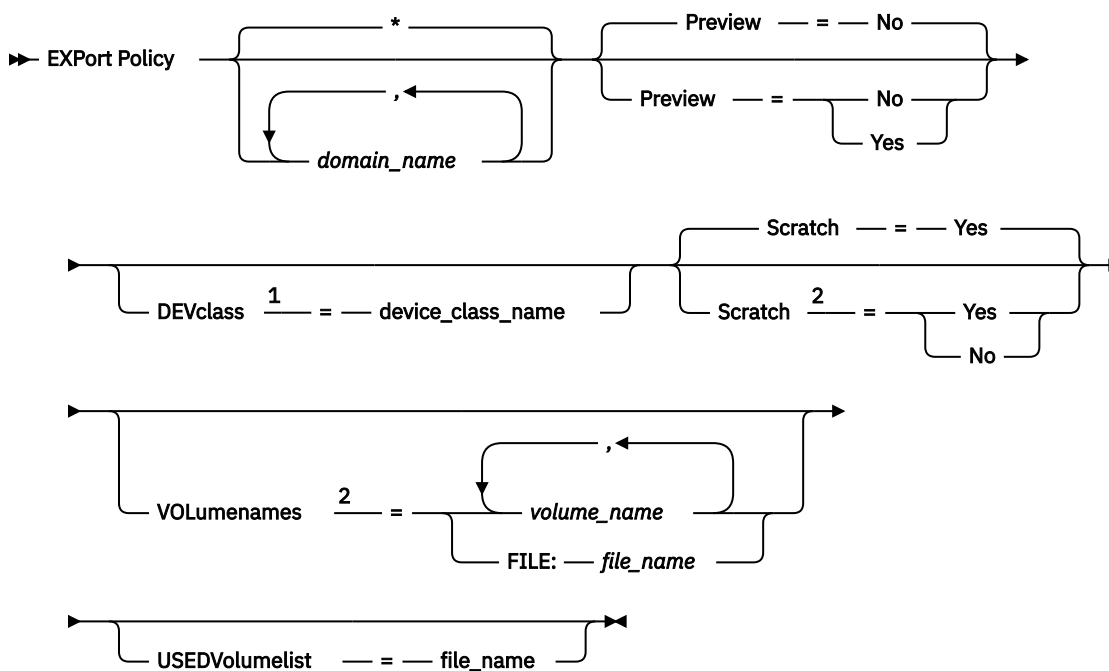 *
Preview = No
EXPort Policy
,
Preview = No
domain_name
Yes
Scratch = Yes
DEVclass 1 = device_class_name
Scratch 2 = Yes
No
,
VOLumenames 2 = volume_name
FILE: file_name
USEDVolumelist = file_name